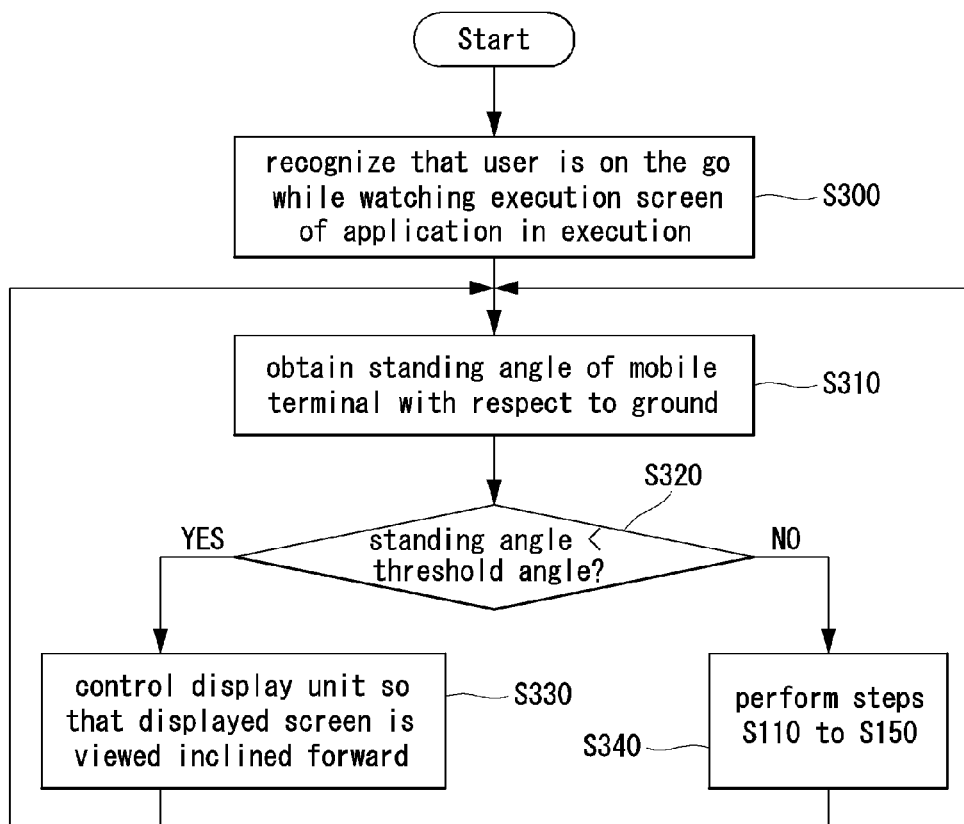 Start
recognize that user is on the go
while watching execution screen
of application in execution
S300
obtain standing angle of mobile
terminal with respect to ground
S310
S320
YES
standing angle <
threshold angle?
NO
control display unit so
that displayed screen is
viewed inclined forward
S330
perform steps
S110 to S150
S340